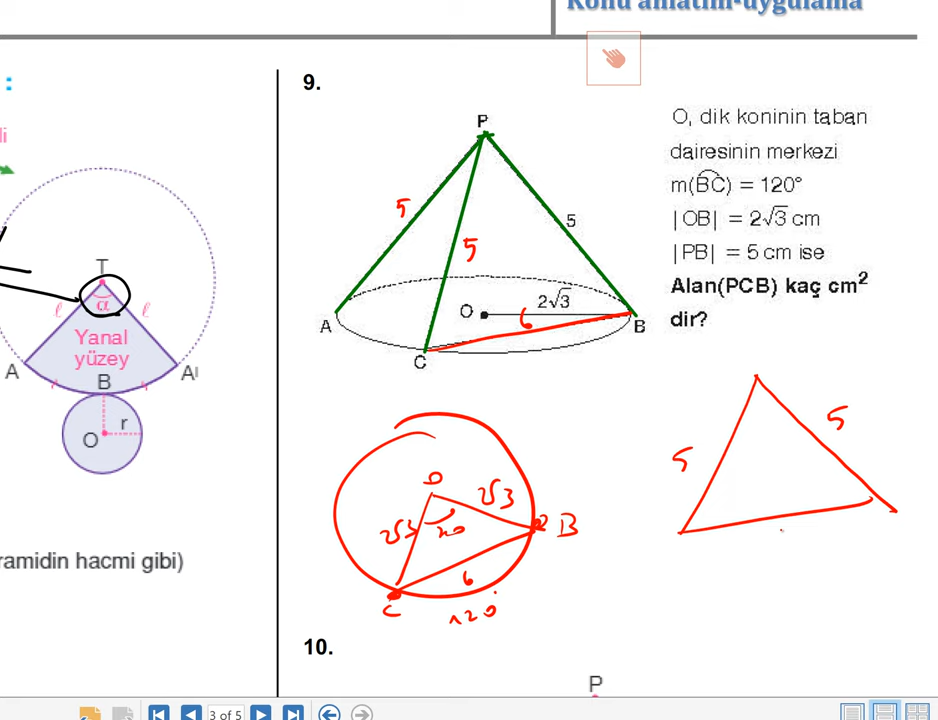 Konu anlatım-uygulama
:
T
ℓ
α
ℓ
Yanal
yüzey
A
B
A
O
r
ramidin hacmi gibi)
9.
P
5
5
5
2√3
O
6
A
B
C
O, dik koninin taban
dairesinin merkezi
m(BC) = 120°
|OB| = 2√3 cm
|PB| = 5 cm ise
Alan(PCB) kaç cm²
dir?
O
2√3
2√3
120
B
6
C
120
5
5
10.
P
3 of 5